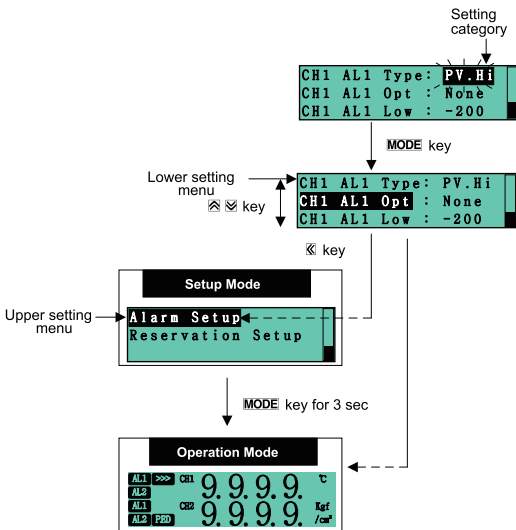 Setting
category
CH1 AL1 Type: PV.Hi
CH1 AL1 Opt : None
CH1 AL1 Low : -200
MODE key
Lower setting
menu
key
CH1 AL1 Type: PV.Hi
CH1 AL1 Opt : None
CH1 AL1 Low : -200
key
Setup Mode
Upper setting
menu
Alarm Setup
Reservation Setup
MODE key for 3 sec
Operation Mode
AL1 >>> CH1 9.9.9.9. ℃
AL2
AL1 CH2 9.9.9.9. Kgf
AL2 PED /cm²